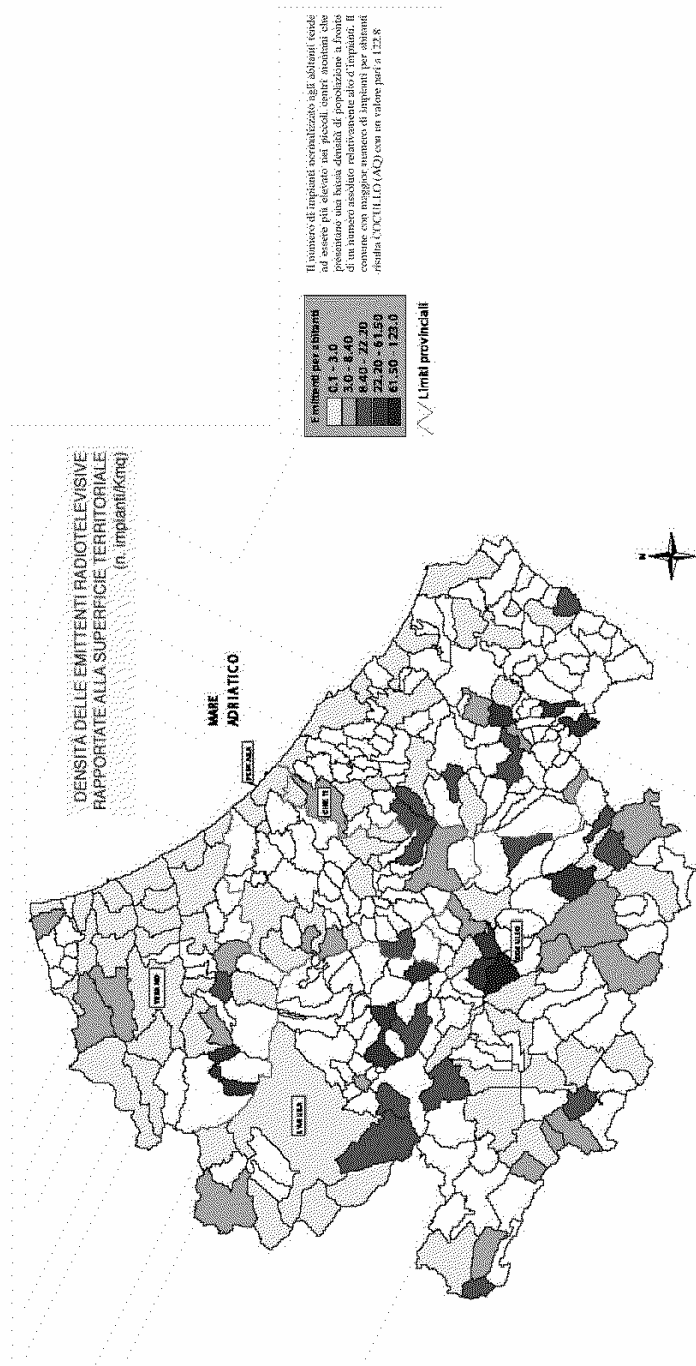 DENSITÀ DELLE EMITTENTI RADIOTELEVISIVE
RAPPORTATE ALLA SUPERFICIE TERRITORIALE
(n. impianti/Kmq)
MARE
ADRIATICO
PESCARA
CHIETI
TERAMO
L'AQUILA
N
Emittenti per abitanti
0.1 - 3.0
3.0 - 8.40
8.40 - 22.20
22.20 - 61.50
61.50 - 123.0
Limiti provinciali
Il numero di impianti normalizzato agli abitanti tende
ad essere più elevato nei piccoli centri montani che
presentano una bassa densità di popolazione a fronte
di un numero assoluto relativamente alto d'impianti. Il
comune con maggior numero di impianti per abitanti
risulta COCULLO (AQ) con un valore pari a 122.8